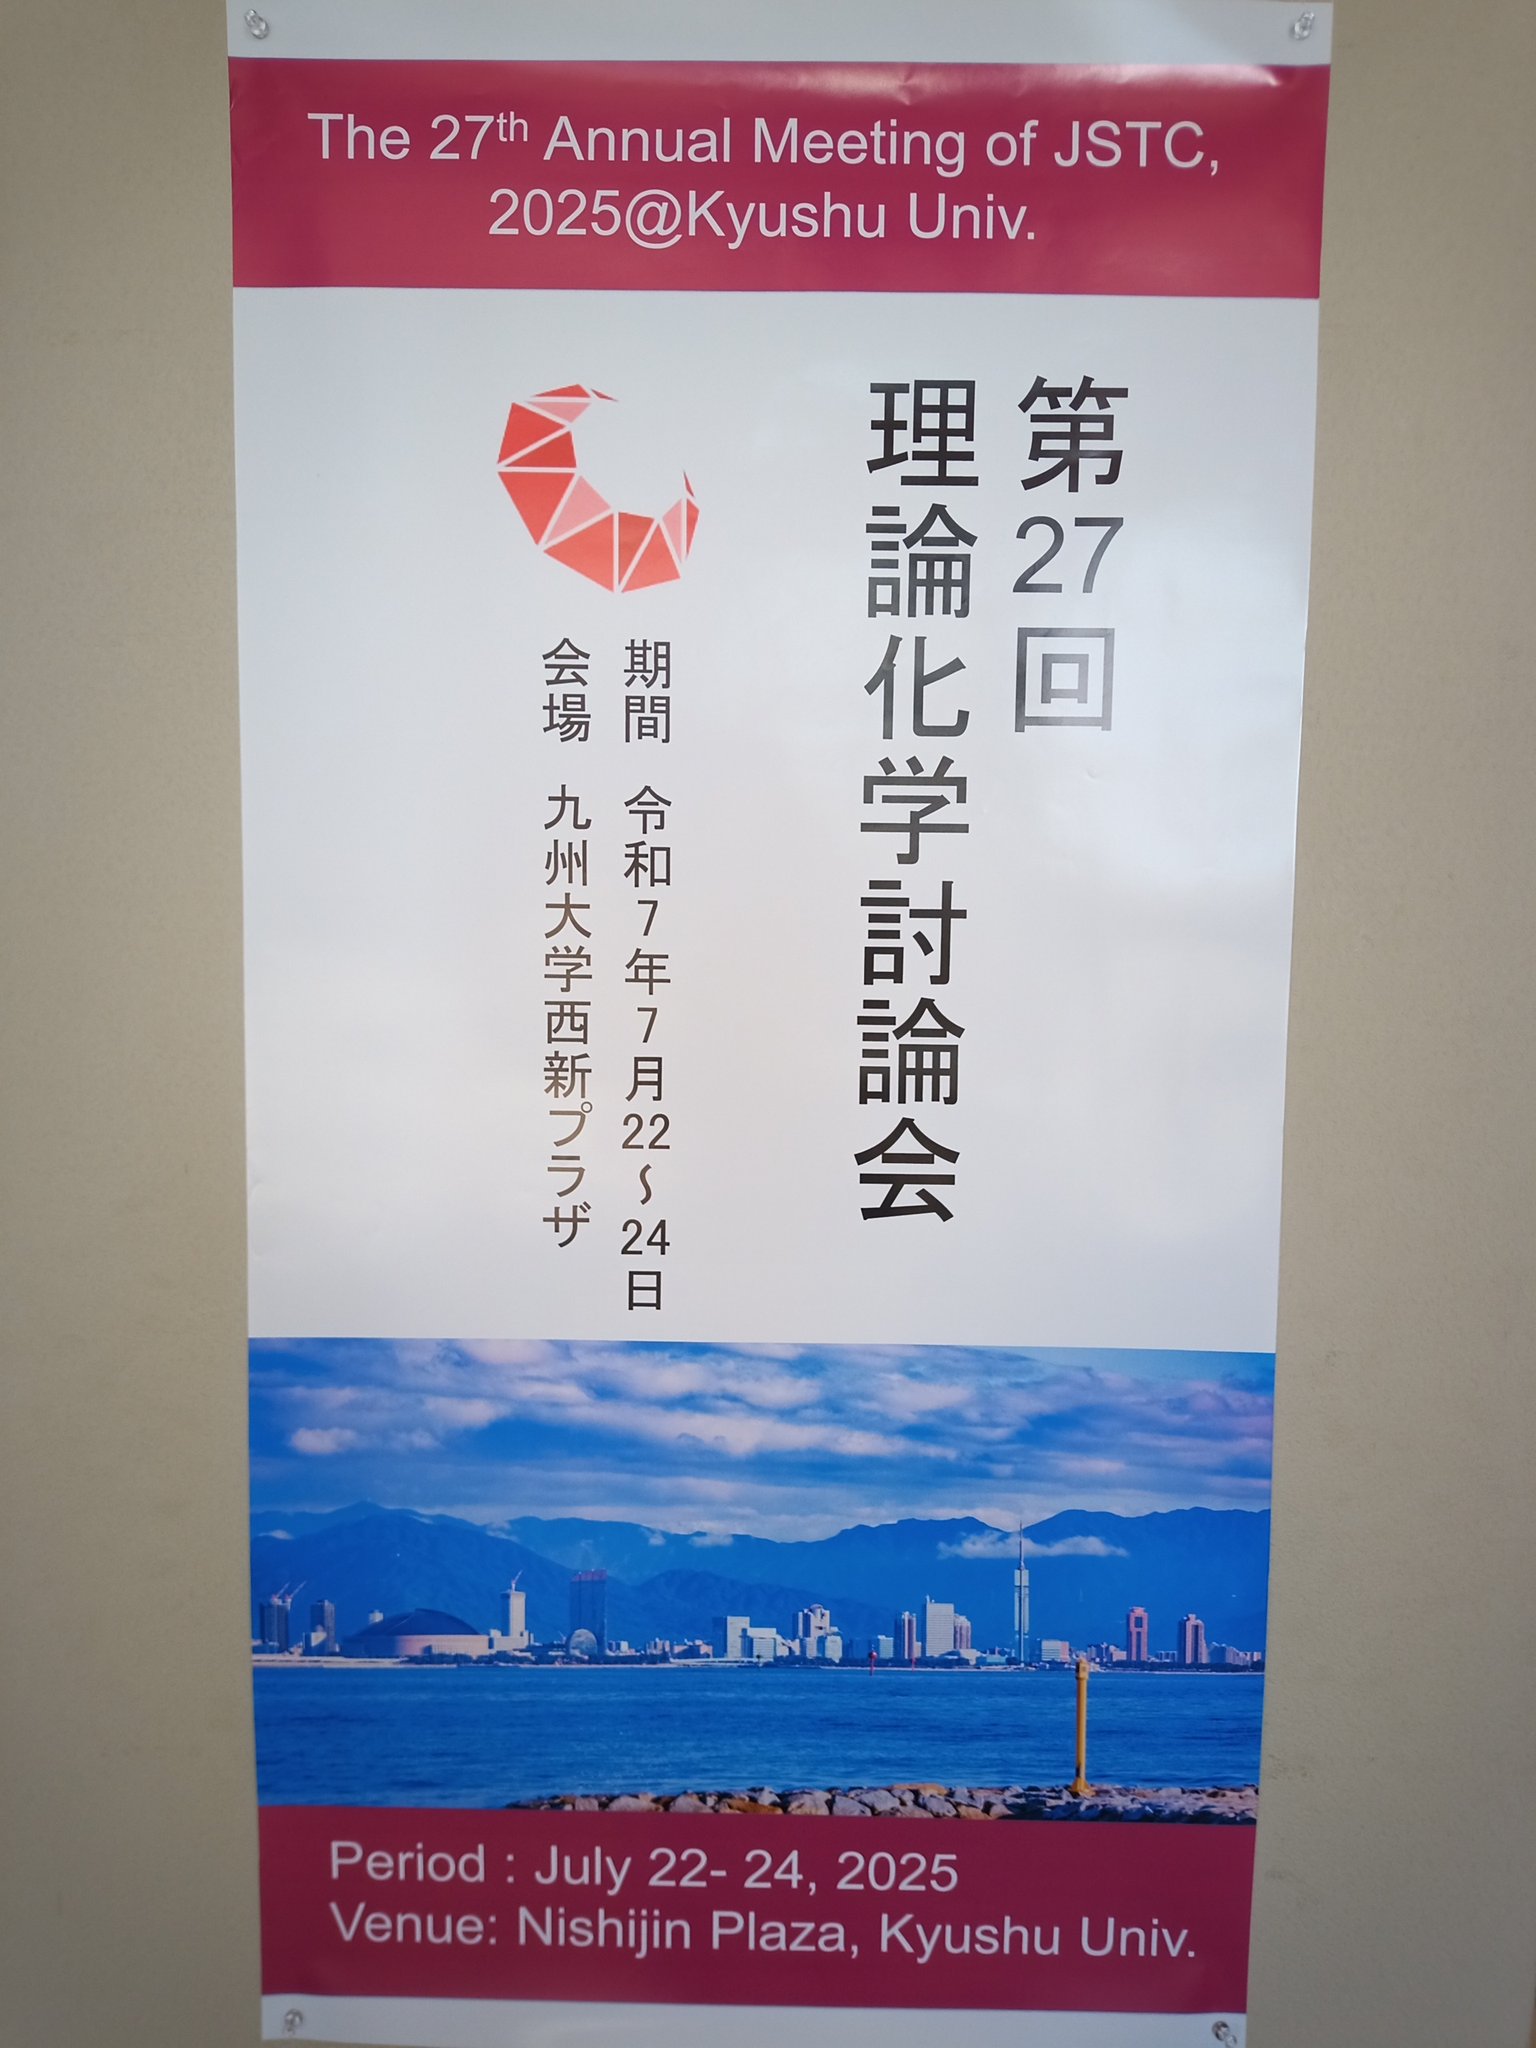 The 27th Annual Meeting of JSTC,
2025@Kyushu Univ.
第27回
理論化学討論会
期間 令和7年7月22～24日
会場 九州大学西新プラザ
Period : July 22- 24, 2025
Venue: Nishijin Plaza, Kyushu Univ.